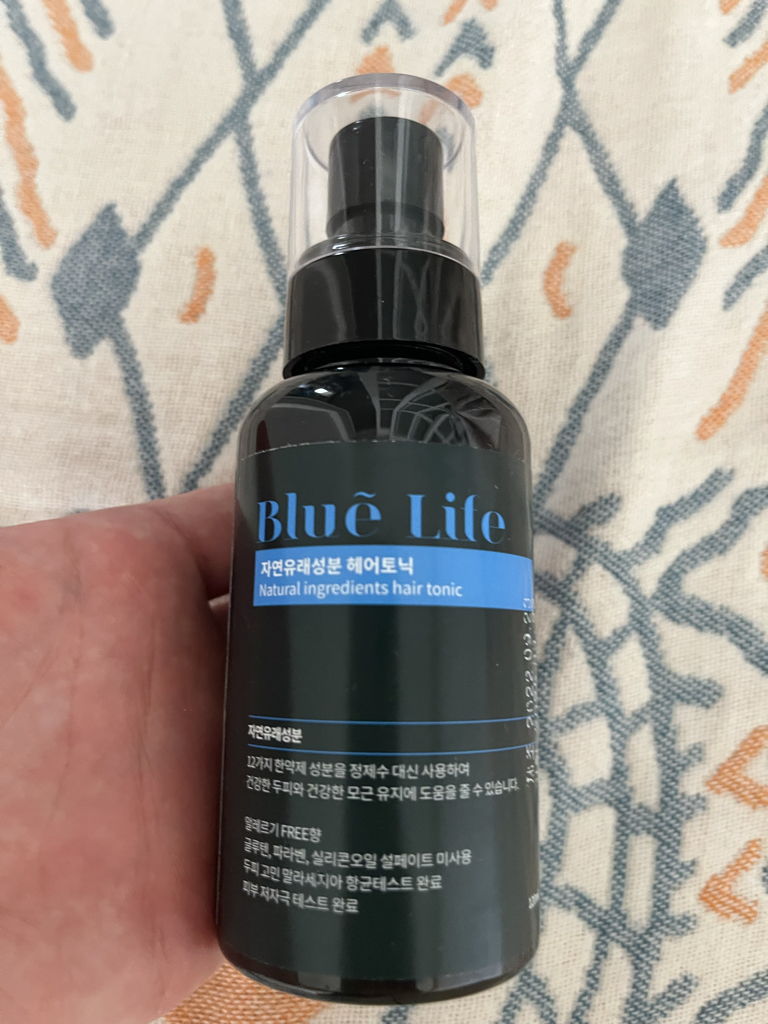 Bluẽ Life
자연유래성분 헤어토닉
Natural ingredients hair tonic
자연유래성분
12가지 한약제 성분을 정제수 대신 사용하여
건강한 두피와 건강한 모근 유지에 도움을 줄 수 있습니다.
알레르기 FREE향
글루텐, 파라벤, 실리콘오일 설페이트 미사용
두피 고민 말라세지아 항균테스트 완료
피부 저자극 테스트 완료
제조 2022.09.